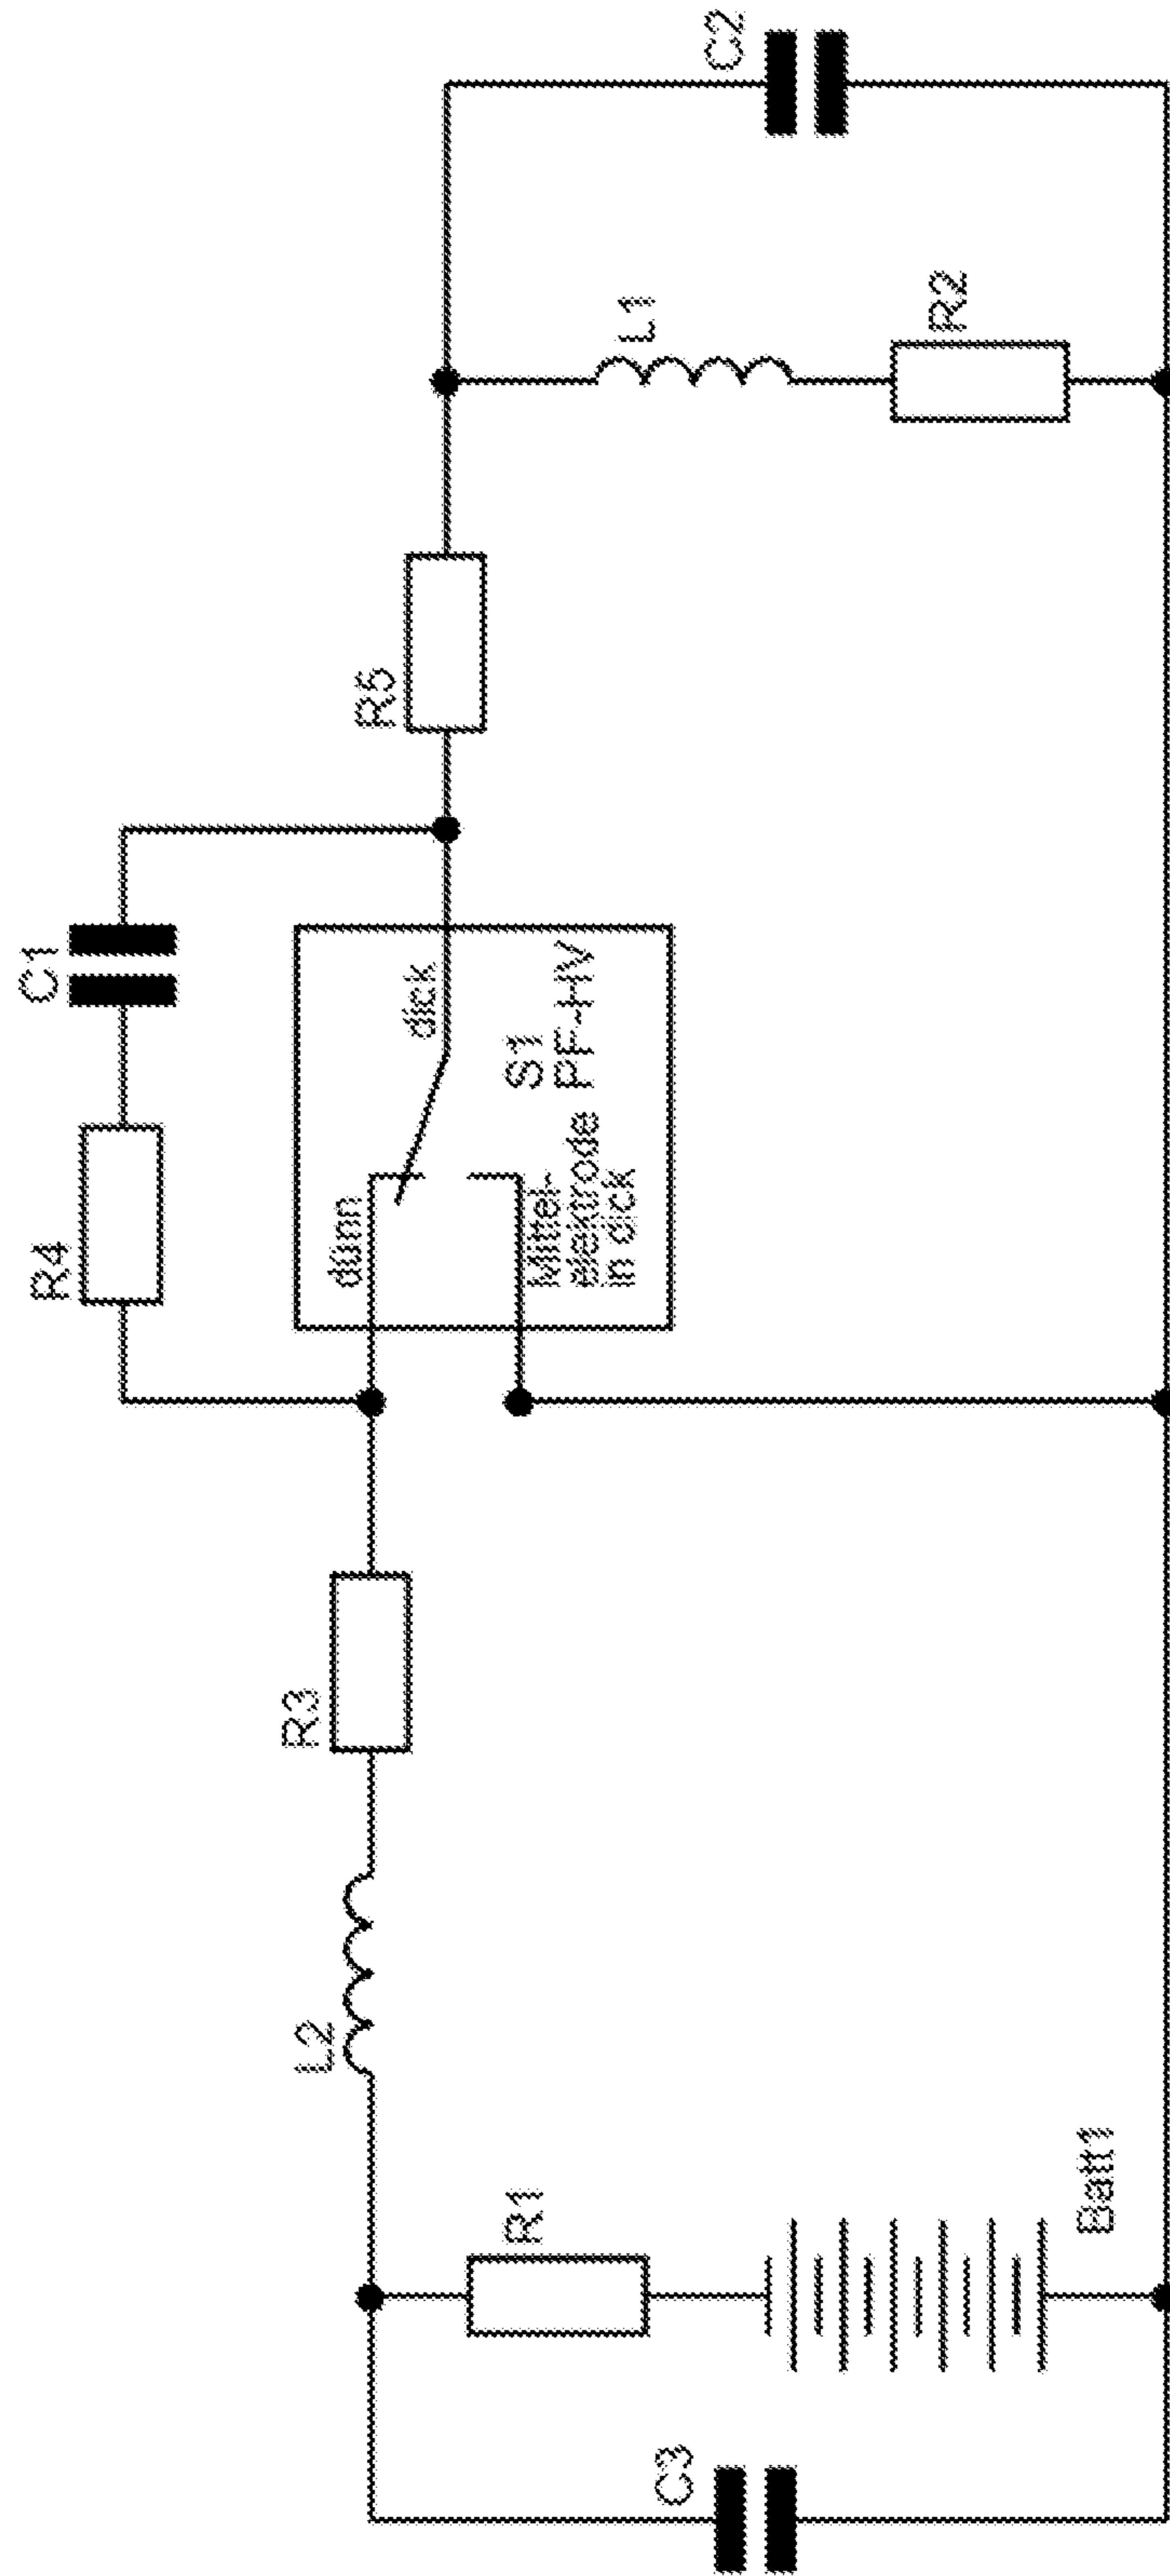 C3
R1
Batt1
L2
R3
R4
C1
dünn
dick
S1
PF-HV
Mittel-
elektrode
in dick
R5
L1
R2
C2